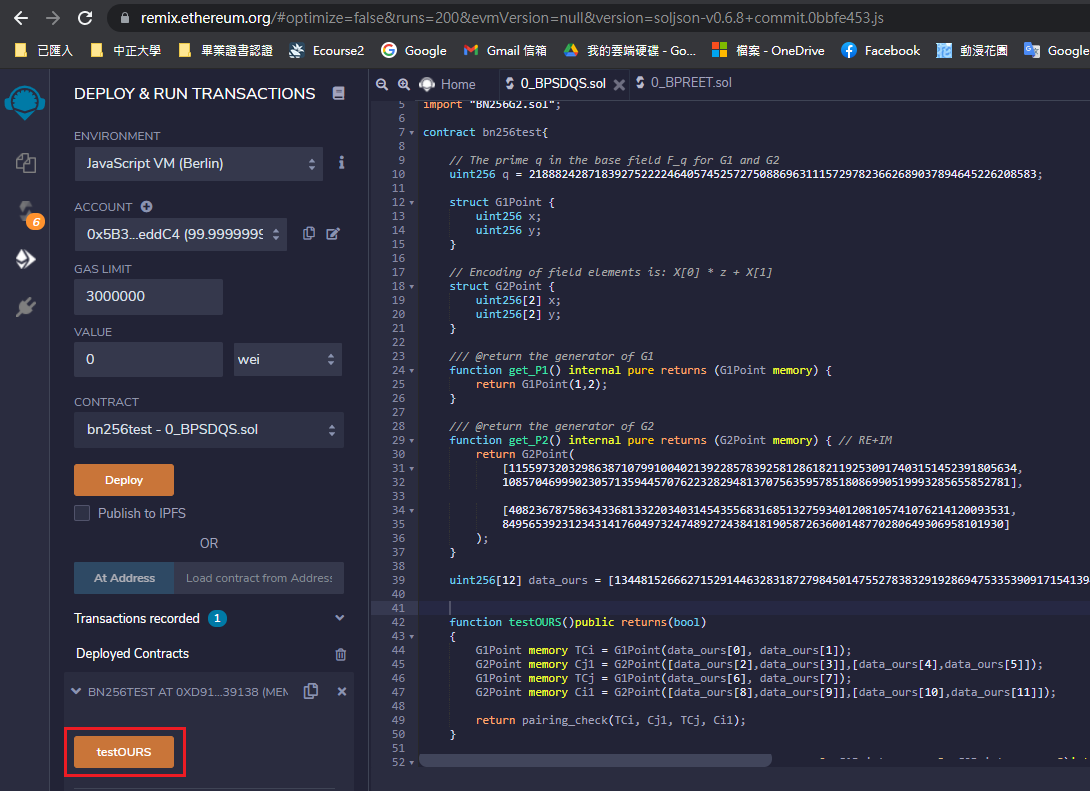 remix.ethereum.org/#optimize=false&runs=200&evmVersion=null&version=soljson-v0.6.8+commit.0bbfe453.js
已匯入 中正大學 畢業證書認證 Ecourse2 Google Gmail 信箱 我的雲端硬碟 - Go... 檔案 - OneDrive Facebook 動漫花園 Google
DEPLOY & RUN TRANSACTIONS
ENVIRONMENT
JavaScript VM (Berlin)
ACCOUNT
0x5B3...eddC4 (99.9999999
GAS LIMIT
3000000
VALUE
0 wei
CONTRACT
bn256test - 0_BPSDQS.sol
Deploy
Publish to IPFS
OR
At Address Load contract from Address
Transactions recorded 1
Deployed Contracts
BN256TEST AT 0XD91...39138 (MEM
testOURS
6
Home 0_BPSDQS.sol 0_BPREET.sol
5 import "BN256G2.sol";
6
7 contract bn256test{
8
9 // The prime q in the base field F_q for G1 and G2
10 uint256 q = 21888242871839275222246405745257275088696311157297823662689037894645226208583;
11
12 struct G1Point {
13 uint256 x;
14 uint256 y;
15 }
16
17 // Encoding of field elements is: X[0] * z + X[1]
18 struct G2Point {
19 uint256[2] x;
20 uint256[2] y;
21 }
22
23 /// @return the generator of G1
24 function get_P1() internal pure returns (G1Point memory) {
25 return G1Point(1,2);
26 }
27
28 /// @return the generator of G2
29 function get_P2() internal pure returns (G2Point memory) { // RE+IM
30 return G2Point(
31 [11559732032986387107991004021392285783925812861821192530917403151452391805634,
32 10857046999023057135944570762232829481370756359578518086990519993285655852781],
33
34 [4082367875863433681332203403145435568316851327593401208105741076214120093531,
35 8495653923123431417604973247489272438418190587263600148770280649306958101930]
36 );
37 }
38
39 uint256[12] data_ours = [1344815266627152914463283187279845014755278383291928694753353909171541394
40
41
42 function testOURS()public returns(bool)
43 {
44 G1Point memory TCi = G1Point(data_ours[0], data_ours[1]);
45 G2Point memory Cj1 = G2Point([data_ours[2],data_ours[3]],[data_ours[4],data_ours[5]]);
46 G1Point memory TCj = G1Point(data_ours[6], data_ours[7]);
47 G2Point memory Ci1 = G2Point([data_ours[8],data_ours[9]],[data_ours[10],data_ours[11]]);
48
49 return pairing_check(TCi, Cj1, TCj, Ci1);
50 }
51
52